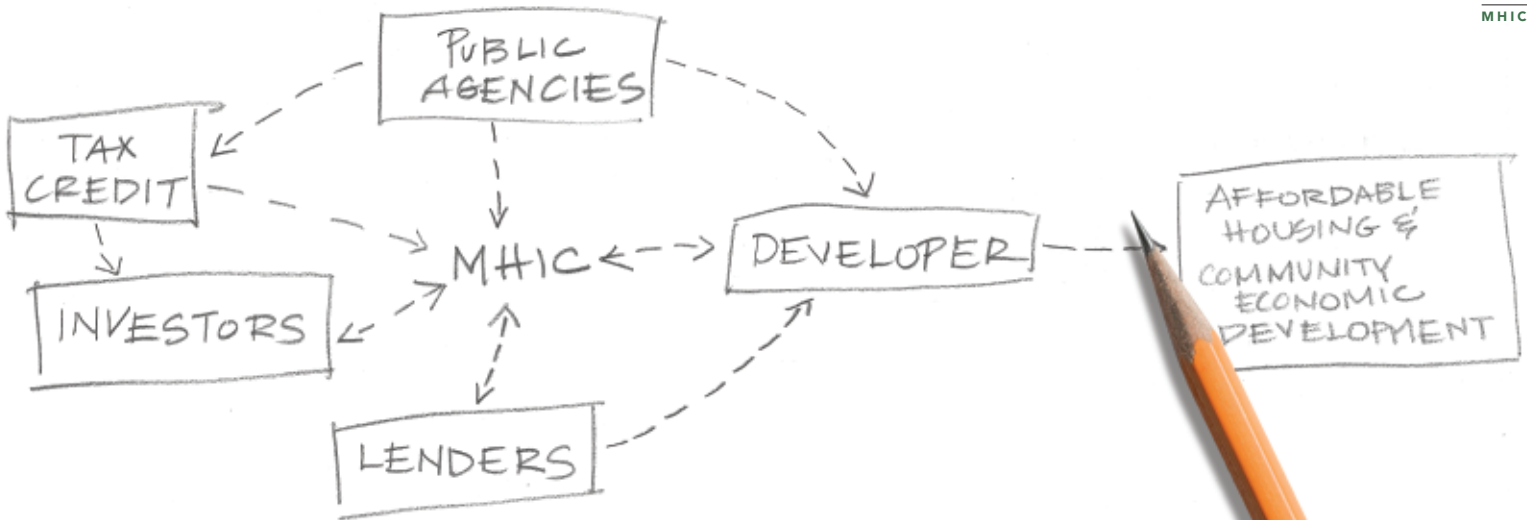 MHIC
PUBLIC
AGENCIES
TAX
CREDIT
MHIC
DEVELOPER
AFFORDABLE
HOUSING &
COMMUNITY
ECONOMIC
DEVELOPMENT
INVESTORS
LENDERS